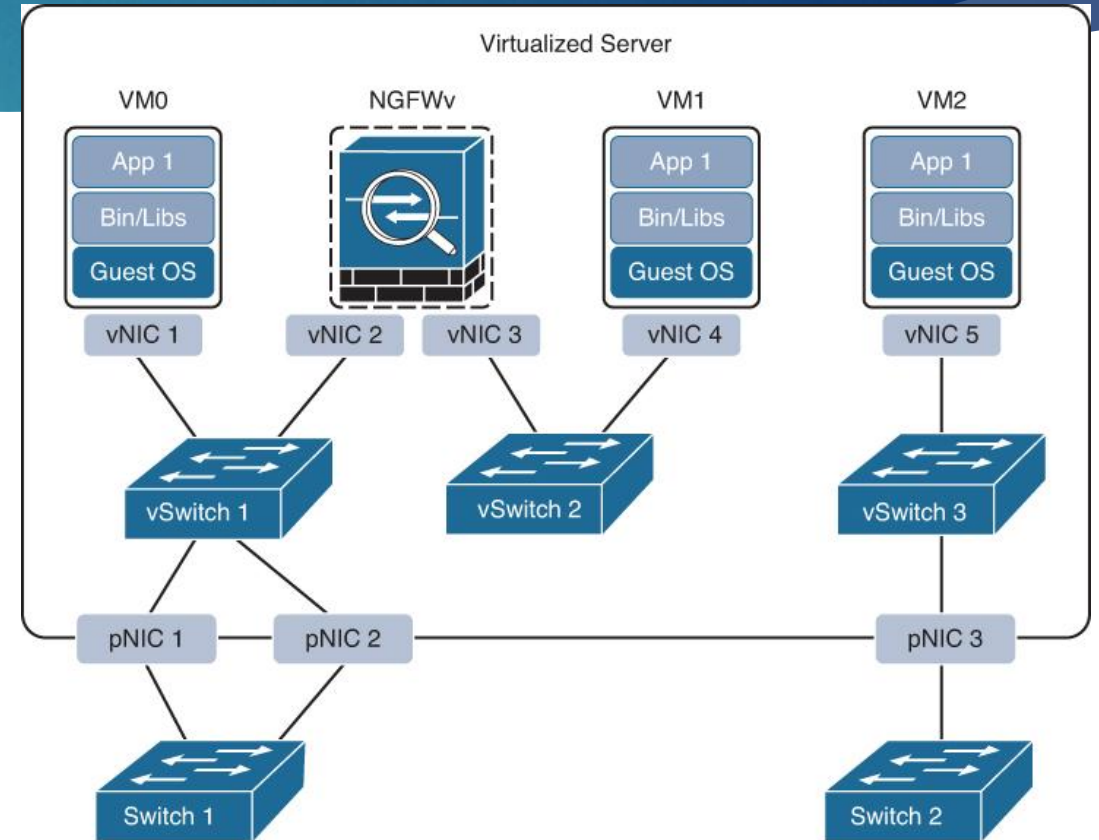 Virtualized Server
VM0
NGFWv
VM1
VM2
App 1
App 1
App 1
Bin/Libs
Bin/Libs
Bin/Libs
Guest OS
Guest OS
Guest OS
vNIC 1
vNIC 2
vNIC 3
vNIC 4
vNIC 5
vSwitch 1
vSwitch 2
vSwitch 3
pNIC 1
pNIC 2
pNIC 3
Switch 1
Switch 2